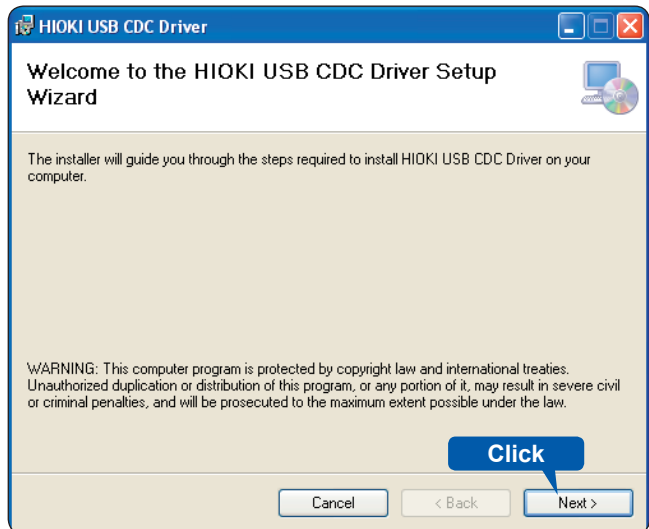 HIOKI USB CDC Driver
Welcome to the HIOKI USB CDC Driver Setup
Wizard
The installer will guide you through the steps required to install HIOKI USB CDC Driver on your
computer.
WARNING: This computer program is protected by copyright law and international treaties.
Unauthorized duplication or distribution of this program, or any portion of it, may result in severe civil
or criminal penalties, and will be prosecuted to the maximum extent possible under the law.
Click
Cancel < Back Next >